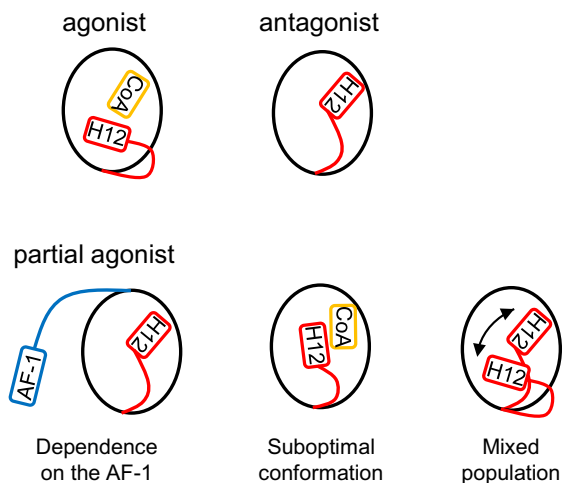 agonist
antagonist
CoA
H12
H12
partial agonist
AF-1
H12
H12
CoA
H12
H12
Dependence
on the AF-1
Suboptimal
conformation
Mixed
population